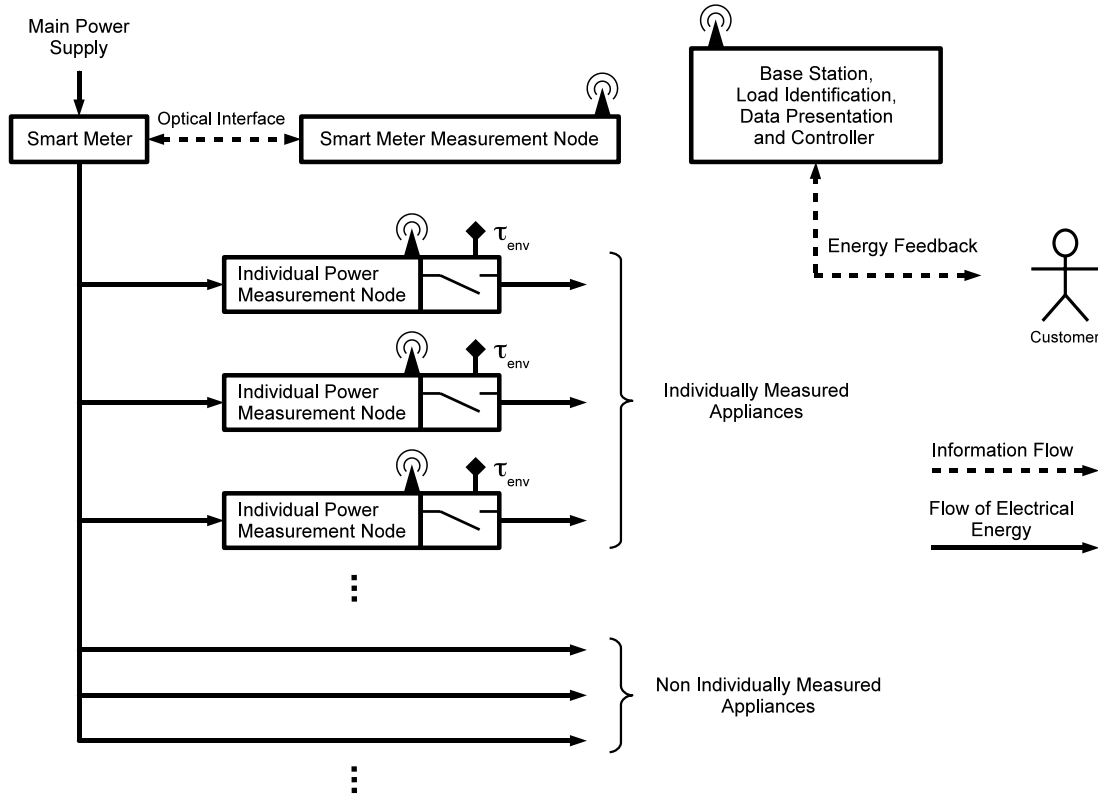 Main Power
Supply
Smart Meter
Optical Interface
Smart Meter Measurement Node
Base Station,
Load Identification,
Data Presentation
and Controller
Energy Feedback
Customer
τenv
Individual Power
Measurement Node
τenv
Individual Power
Measurement Node
τenv
Individual Power
Measurement Node
Individually Measured
Appliances
Information Flow
Flow of Electrical
Energy
Non Individually Measured
Appliances